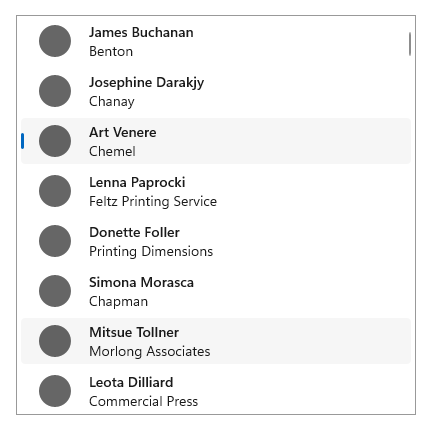 James Buchanan
Benton
Josephine Darakjy
Chanay
Art Venere
Chemel
Lenna Paprocki
Feltz Printing Service
Donette Foller
Printing Dimensions
Simona Morasca
Chapman
Mitsue Tollner
Morlong Associates
Leota Dilliard
Commercial Press